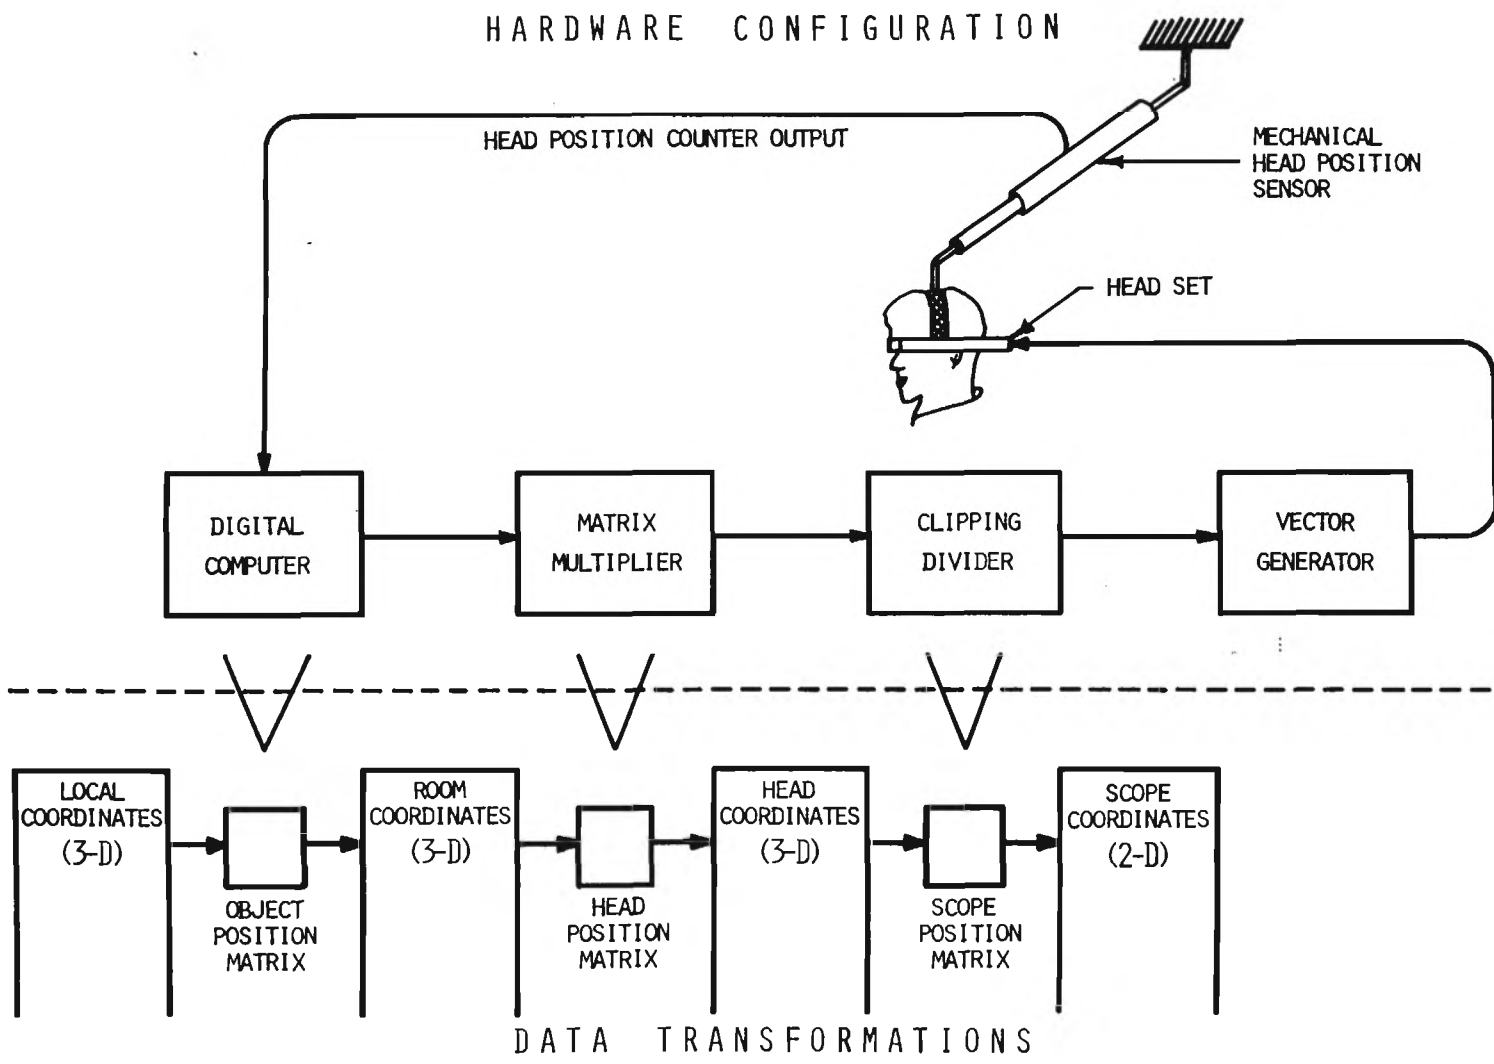 HARDWARE CONFIGURATION
HEAD POSITION COUNTER OUTPUT
MECHANICAL
HEAD POSITION
SENSOR
HEAD SET
DIGITAL
COMPUTER
MATRIX
MULTIPLIER
CLIPPING
DIVIDER
VECTOR
GENERATOR
LOCAL
COORDINATES
(3-D)
OBJECT
POSITION
MATRIX
ROOM
COORDINATES
(3-D)
HEAD
POSITION
MATRIX
HEAD
COORDINATES
(3-D)
SCOPE
POSITION
MATRIX
SCOPE
COORDINATES
(2-D)
DATA TRANSFORMATIONS